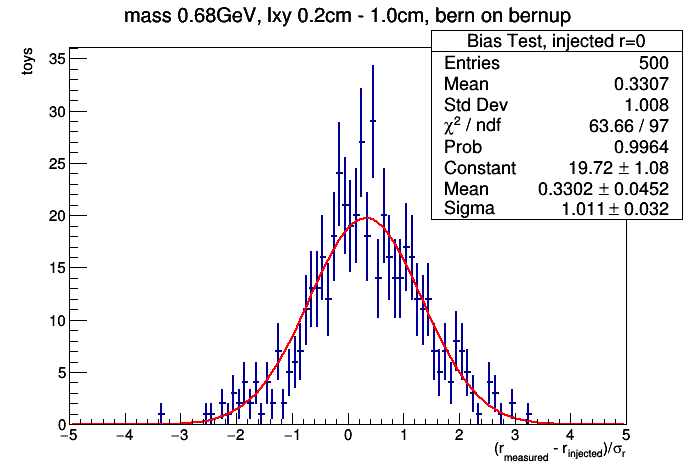 mass 0.68GeV, lxy 0.2cm - 1.0cm, bern on bernup
Bias Test, injected r=0
Entries 500
Mean 0.3307
Std Dev 1.008
χ² / ndf 63.66 / 97
Prob 0.9964
Constant 19.72 ± 1.08
Mean 0.3302 ± 0.0452
Sigma 1.011 ± 0.032
toys
35
30
25
20
15
10
5
0
−5 −4 −3 −2 −1 0 1 2 3 4 5
(r_measured - r_injected)/σ_r